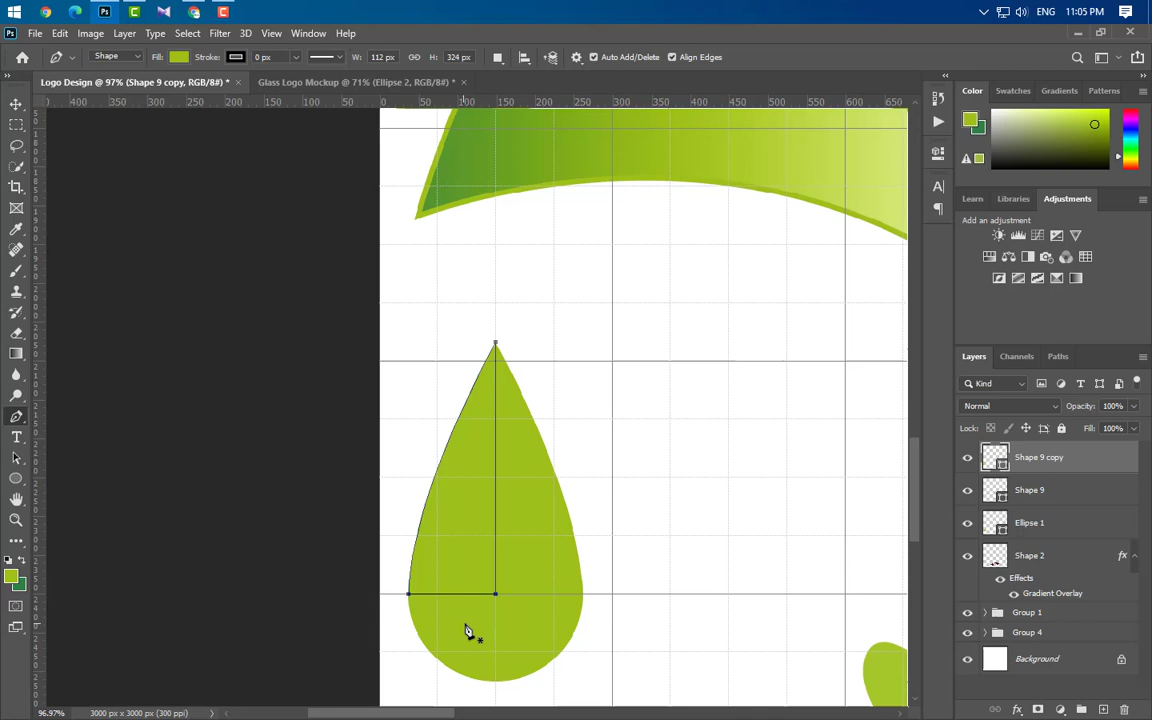 ENG 11:05 PM
File Edit Image Layer Type Select Filter 3D View Window Help
Shape Fill: Stroke: 0 px W: 112 px H: 324 px Auto Add/Delete Align Edges
Logo Design @ 97% (Shape 9 copy, RGB/8#) * × Glass Logo Mockup @ 71% (Ellipse 2, RGB/8#) * ×
400 350 300 250 200 150 100 50 0 50 100 150 200 250 300 350 400 450 500 550 600 650
Color Swatches Gradients Patterns
Learn Libraries Adjustments
Add an adjustment
Layers Channels Paths
Kind
Normal Opacity: 100%
Lock: Fill: 100%
Shape 9 copy
Shape 9
Ellipse 1
Shape 2 fx
Effects
Gradient Overlay
Group 1
Group 4
Background
96.97% 3000 px x 3000 px (300 ppi)